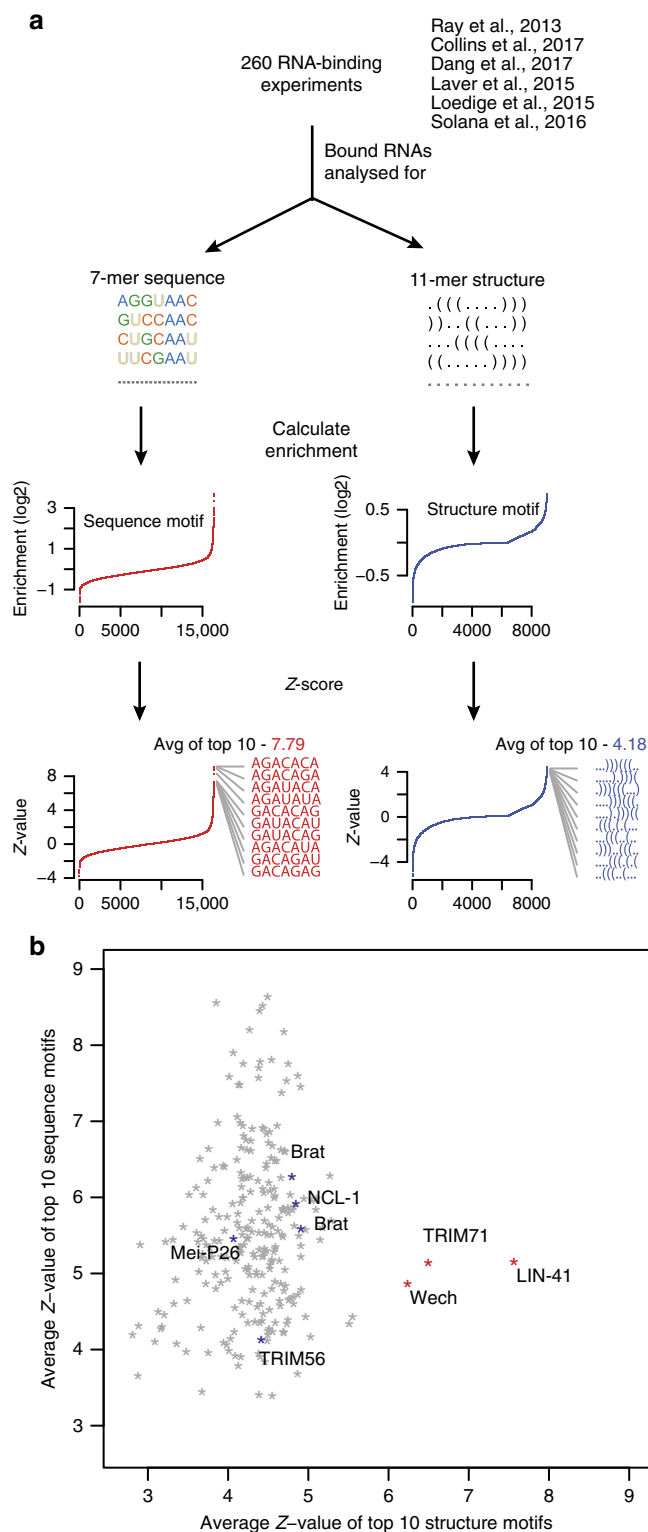 a
260 RNA-binding
experiments
Ray et al., 2013
Collins et al., 2017
Dang et al., 2017
Laver et al., 2015
Loedige et al., 2015
Solana et al., 2016
Bound RNAs
analysed for
7-mer sequence
AGGUAAC
GUCCAAC
CUGCAAU
UUCGAAU
11-mer structure
.(((....)))
))..((...))
...((((....
((.....))))
Calculate
enrichment
Enrichment (log2)
3
1
−1
Sequence motif
0
5000
15,000
Enrichment (log2)
0.5
−0.5
Structure motif
0
4000
8000
Z-score
Avg of top 10 - 7.79
Z-value
8
4
0
−4
0
5000
15,000
AGACACA
AGACAGA
AGAUACA
AGAUAUA
GACACAG
GAUACAU
GAUACAG
AGACAUA
GACAGAU
GACAGAG
Avg of top 10 - 4.18
Z-value
4
0
−4
0
4000
8000
b
Average Z-value of top 10 sequence motifs
9
8
7
6
5
4
3
Brat
NCL-1
Brat
Mei-P26
TRIM56
TRIM71
LIN-41
Wech
3
4
5
6
7
8
9
Average Z-value of top 10 structure motifs